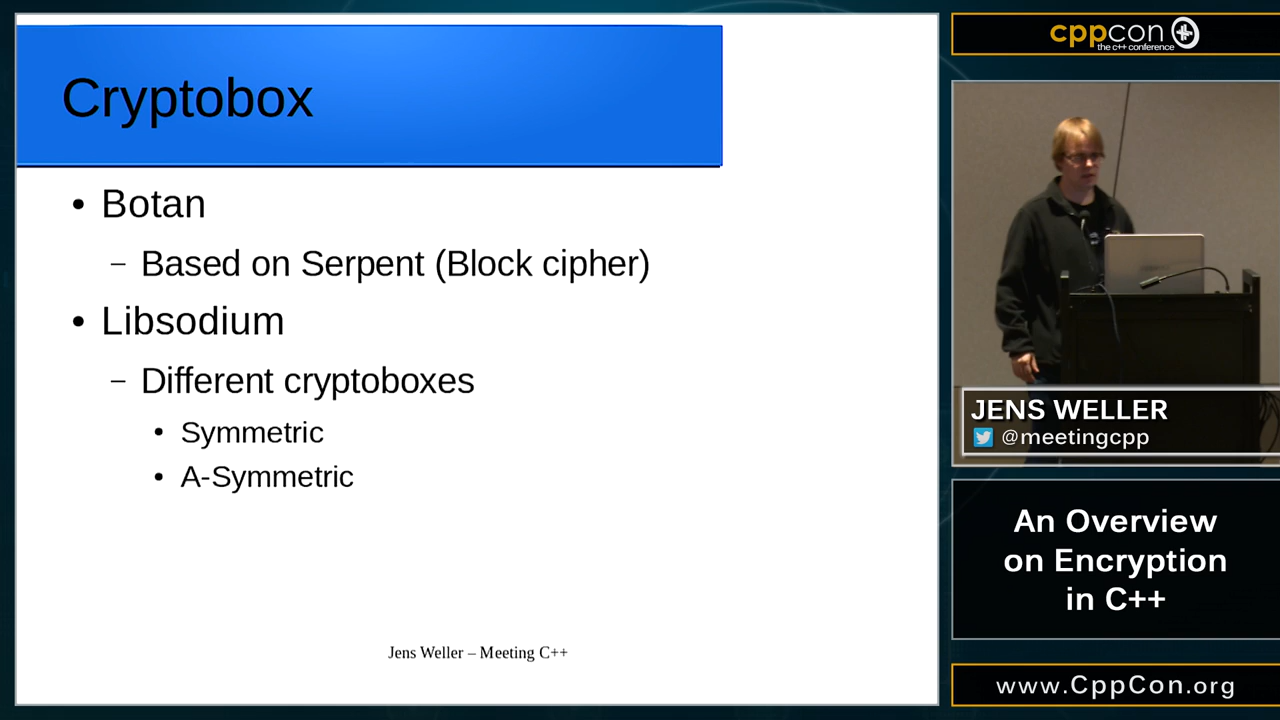 Cryptobox
• Botan
– Based on Serpent (Block cipher)
• Libsodium
– Different cryptoboxes
• Symmetric
• A-Symmetric
Jens Weller – Meeting C++
cppcon
the c++ conference
JENS WELLER
@meetingcpp
An Overview
on Encryption
in C++
www.CppCon.org